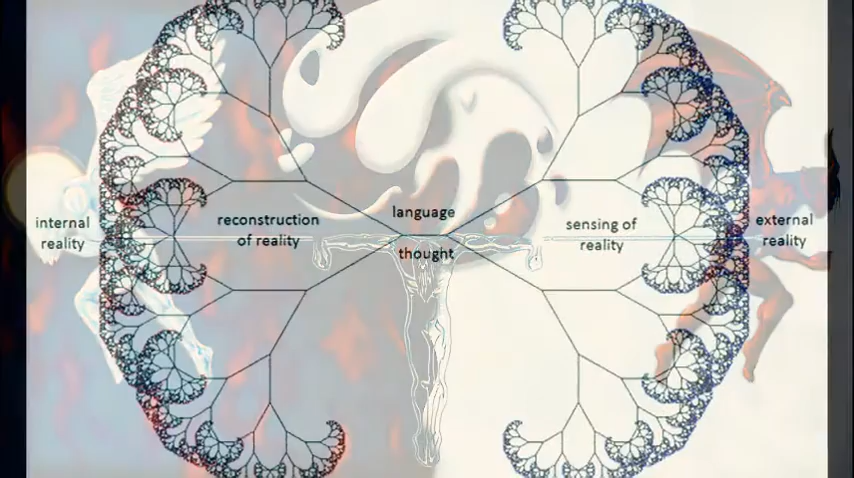 internal
reality
reconstruction
of reality
language
thought
sensing of
reality
external
reality